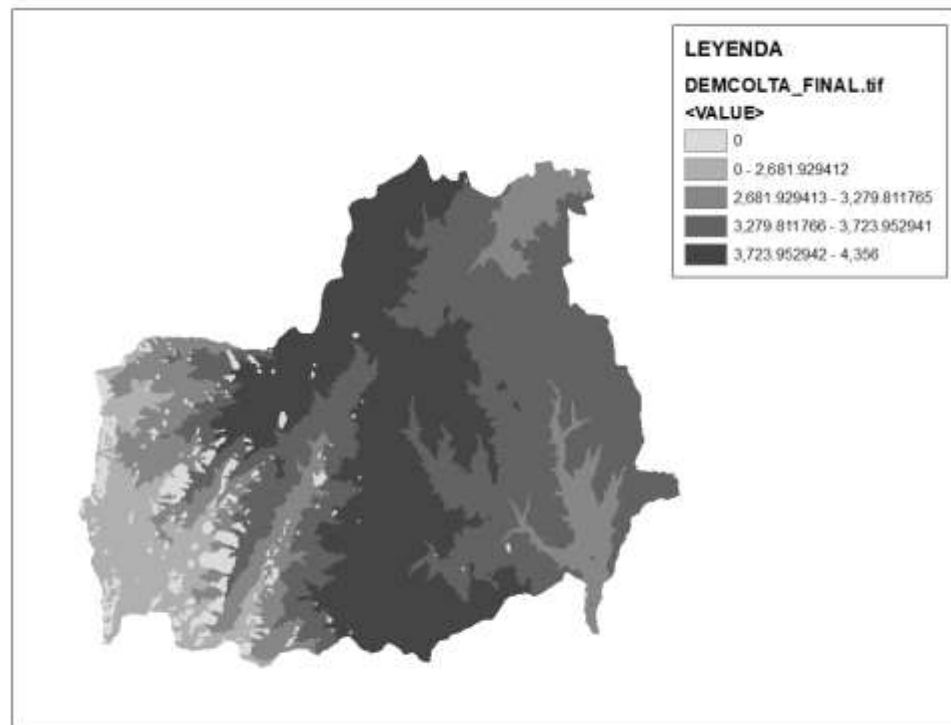 LEYENDA
DEMCOLTA_FINAL.tif
<VALUE>
0
0 - 2,681.929412
2,681.929413 - 3,279.811765
3,279.811766 - 3,723.952941
3,723.952942 - 4,356